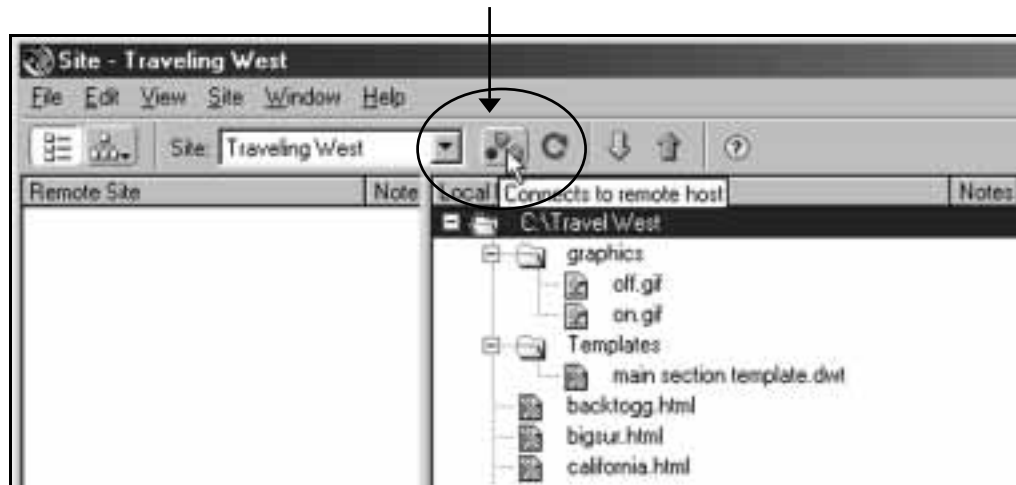 Site - Traveling West
File Edit View Site Window Help
Site: Traveling West
Remote Site Note Local Connects to remote host Notes
C:\Travel West
graphics
off.gif
on.gif
Templates
main section template.dwt
backtogg.html
bigsur.html
california.html